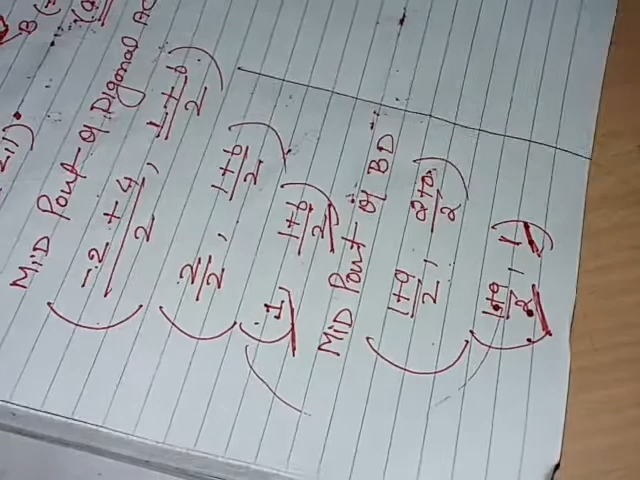 B (
MiD Point of Digonal AC
( -2 + 4 / 2 , 1 + b / 2 )
( 2/2 , 1+b / 2 )
( 1 , 1+b / 2 )
MiD Point of BD
( 1+a / 2 , 2+0 / 2 )
( 1+a / 2 , 1 )